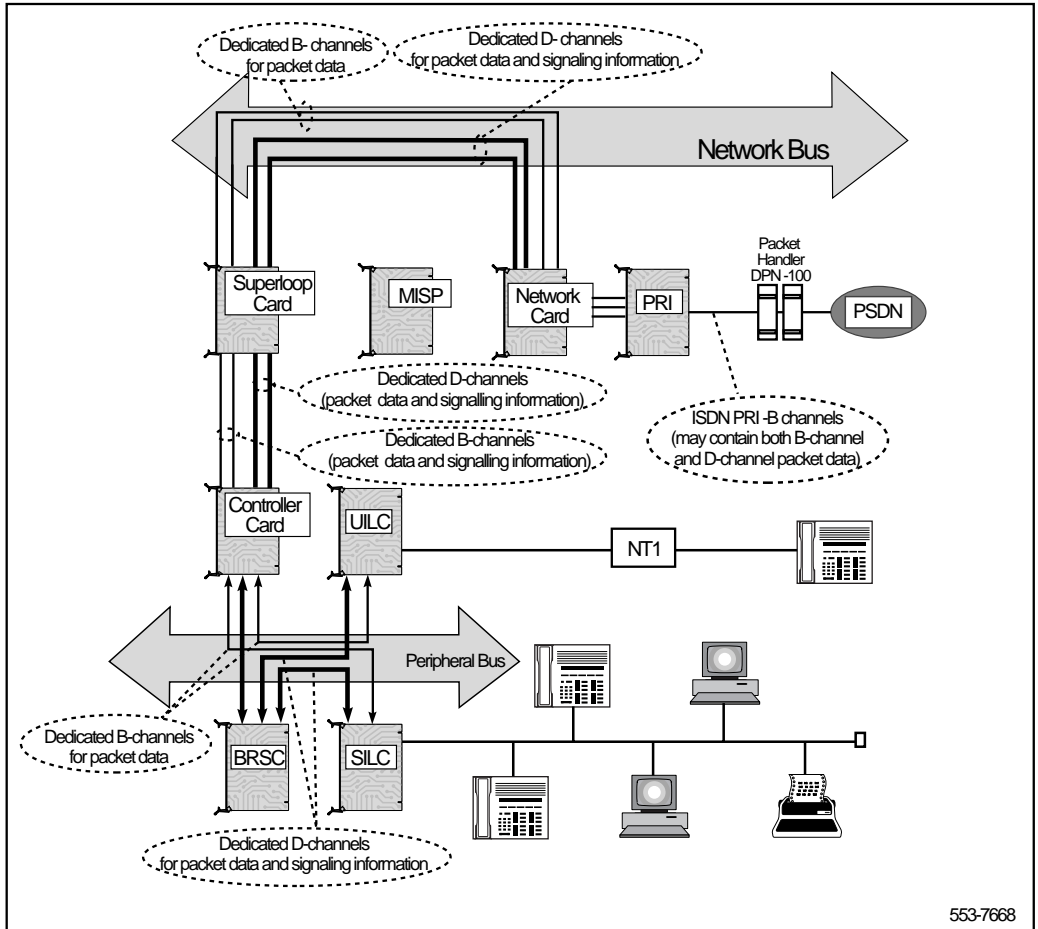 Dedicated B- channels
for packet data
Dedicated D- channels
for packet data and signaling information
Network Bus
Superloop
Card
MISP
Network
Card
PRI
Packet
Handler
DPN -100
PSDN
Dedicated D-channels
(packet data and signalling information)
Dedicated B-channels
(packet data and signalling information)
ISDN PRI -B channels
(may contain both B-channel
and D-channel packet data)
Controller
Card
UILC
NT1
Peripheral Bus
Dedicated B-channels
for packet data
BRSC
SILC
Dedicated D-channels
for packet data and signaling information
553-7668